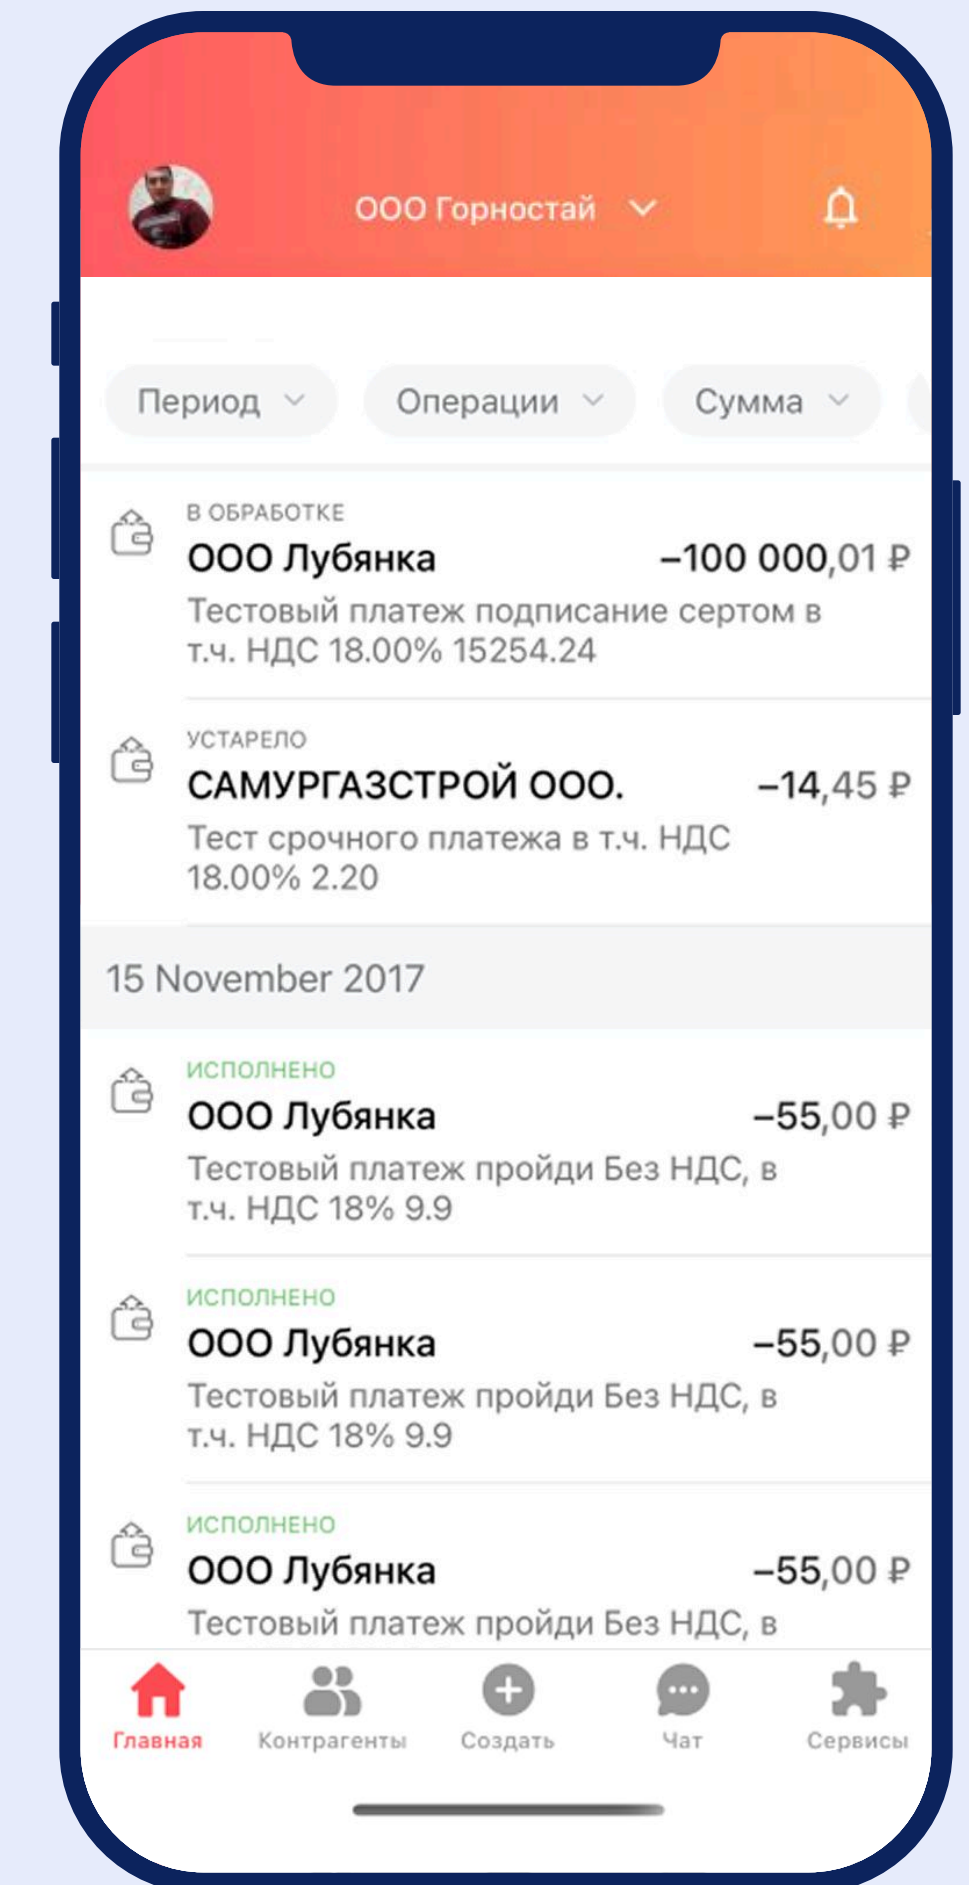 ООО Горностай
Период Операции Сумма
В ОБРАБОТКЕ
ООО Лубянка −100 000,01 ₽
Тестовый платеж подписание сертом в
т.ч. НДС 18.00% 15254.24
УСТАРЕЛО
САМУРГАЗСТРОЙ ООО. −14,45 ₽
Тест срочного платежа в т.ч. НДС
18.00% 2.20
15 November 2017
ИСПОЛНЕНО
ООО Лубянка −55,00 ₽
Тестовый платеж пройди Без НДС, в
т.ч. НДС 18% 9.9
ИСПОЛНЕНО
ООО Лубянка −55,00 ₽
Тестовый платеж пройди Без НДС, в
т.ч. НДС 18% 9.9
ИСПОЛНЕНО
ООО Лубянка −55,00 ₽
Тестовый платеж пройди Без НДС, в
Главная Контрагенты Создать Чат Сервисы